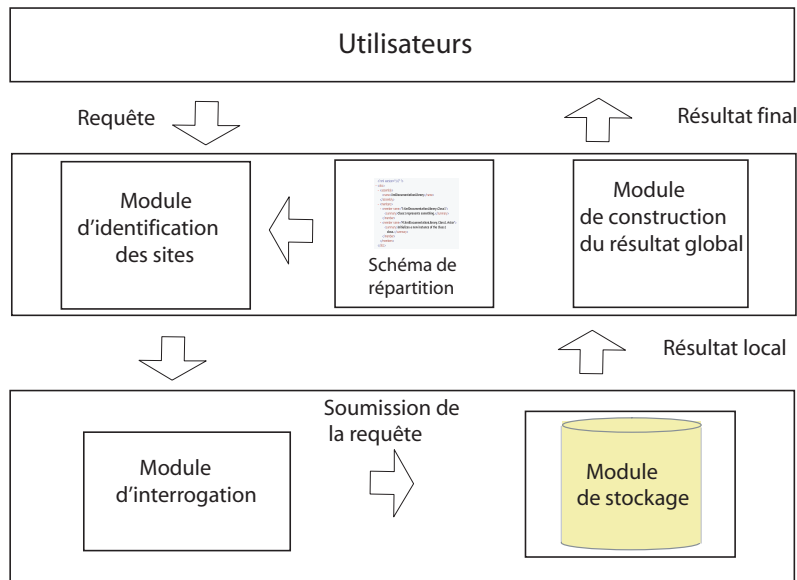 Utilisateurs
Requête
Résultat final
Module
d'identification
des sites
Schéma de
répartition
Module
de construction
du résultat global
Résultat local
Soumission de
la requête
Module
d'interrogation
Module
de stockage